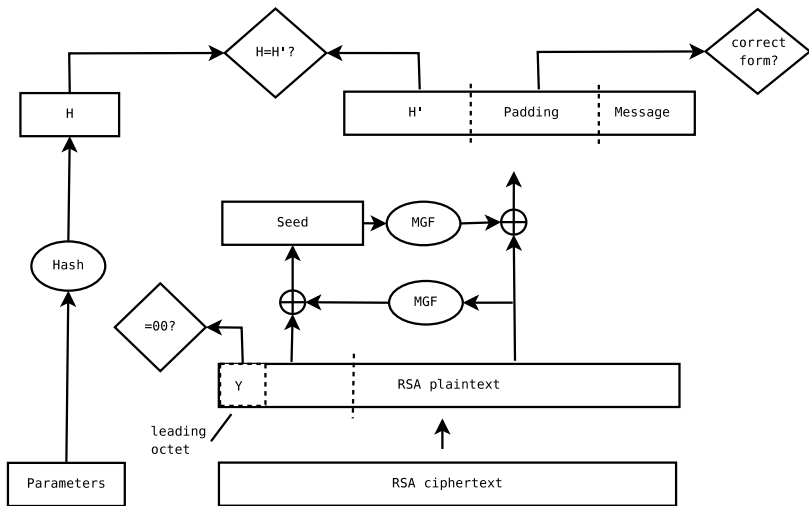 H=H'?
correct
form?
H
H'
Padding
Message
Seed
MGF
Hash
MGF
=00?
Y
RSA plaintext
leading
octet
Parameters
RSA ciphertext